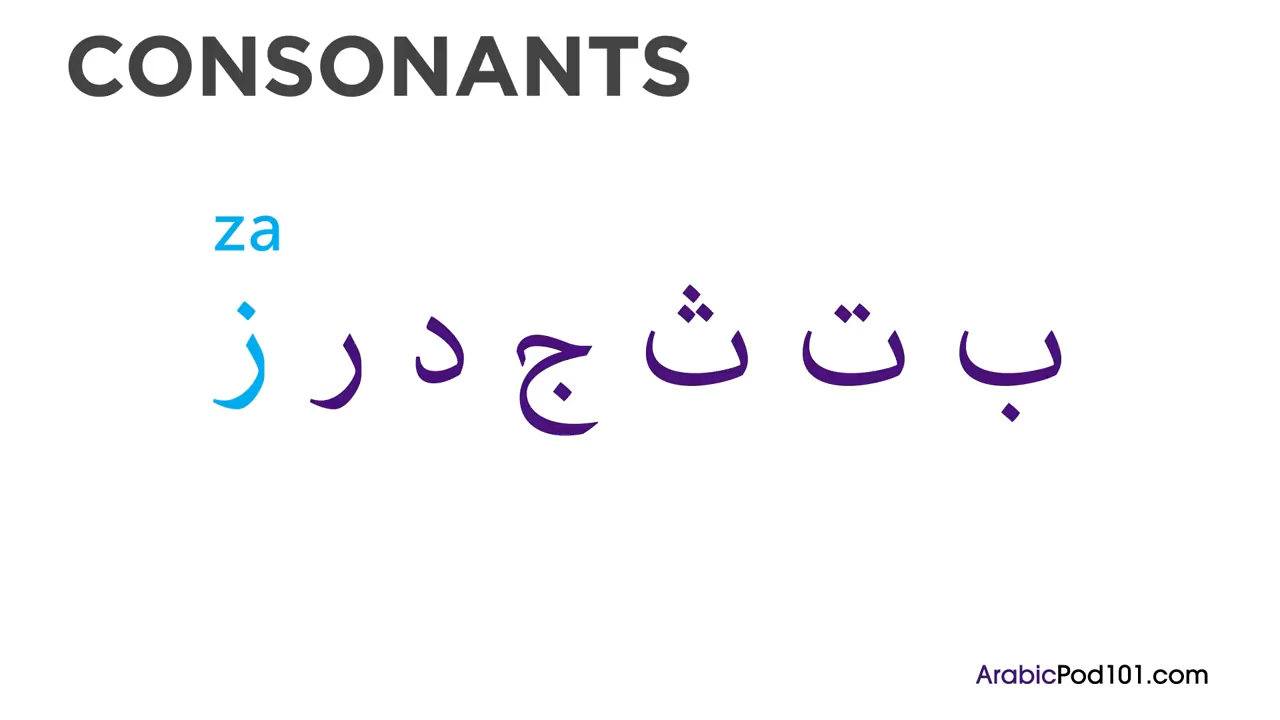 CONSONANTS
za
ب ت ث ج د ر ز
ArabicPod101.com